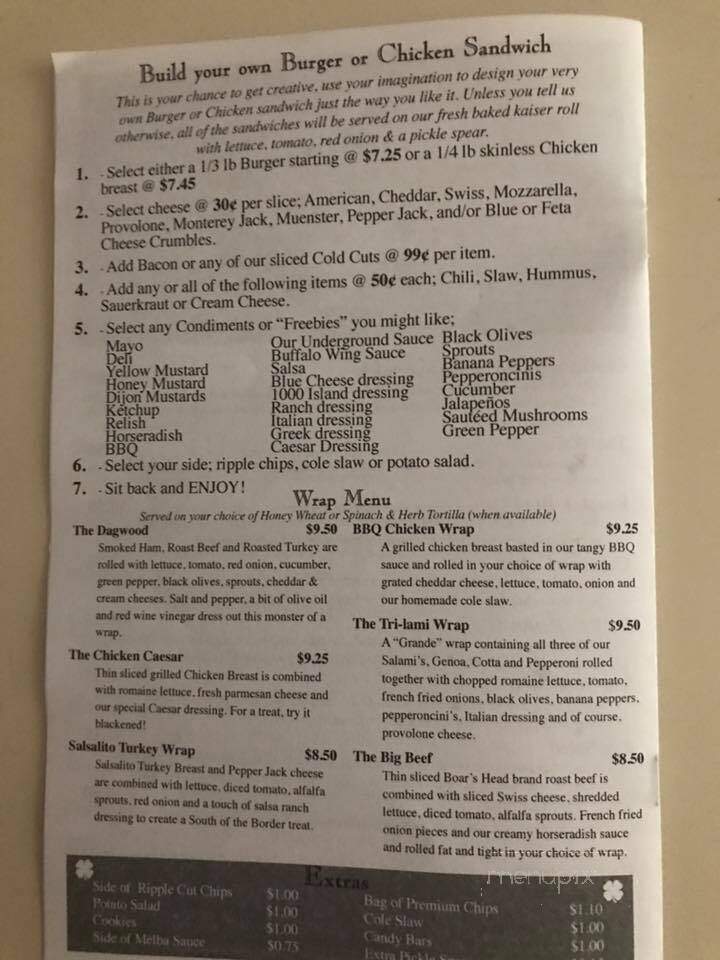 Build your own Burger or Chicken Sandwich
This is your chance to get creative, use your imagination to design your very
own Burger or Chicken sandwich just the way you like it. Unless you tell us
otherwise, all of the sandwiches will be served on our fresh baked kaiser roll
with lettuce, tomato, red onion & a pickle spear.
1. - Select either a 1/3 lb Burger starting @ $7.25 or a 1/4 lb skinless Chicken
breast @ $7.45
2. - Select cheese @ 30¢ per slice; American, Cheddar, Swiss, Mozzarella,
Provolone, Monterey Jack, Muenster, Pepper Jack, and/or Blue or Feta
Cheese Crumbles.
3. - Add Bacon or any of our sliced Cold Cuts @ 99¢ per item.
4. - Add any or all of the following items @ 50¢ each; Chili, Slaw, Hummus,
Sauerkraut or Cream Cheese.
5. - Select any Condiments or "Freebies" you might like;
Mayo
Deli
Yellow Mustard
Honey Mustard
Dijon Mustards
Ketchup
Relish
Horseradish
BBQ
Our Underground Sauce
Buffalo Wing Sauce
Salsa
Blue Cheese dressing
1000 Island dressing
Ranch dressing
Italian dressing
Greek dressing
Caesar Dressing
Black Olives
Sprouts
Banana Peppers
Pepperoncinis
Cucumber
Jalapeños
Sautéed Mushrooms
Green Pepper
6. - Select your side; ripple chips, cole slaw or potato salad.
7. - Sit back and ENJOY!
Wrap Menu
Served on your choice of Honey Wheat or Spinach & Herb Tortilla (when available)
The Dagwood $9.50
Smoked Ham, Roast Beef and Roasted Turkey are
rolled with lettuce, tomato, red onion, cucumber,
green pepper, black olives, sprouts, cheddar &
cream cheeses. Salt and pepper, a bit of olive oil
and red wine vinegar dress out this monster of a
wrap.
The Chicken Caesar $9.25
Thin sliced grilled Chicken Breast is combined
with romaine lettuce, fresh parmesan cheese and
our special Caesar dressing. For a treat, try it
blackened!
Salsalito Turkey Wrap $8.50
Salsalito Turkey Breast and Pepper Jack cheese
are combined with lettuce, diced tomato, alfalfa
sprouts, red onion and a touch of salsa ranch
dressing to create a South of the Border treat.
BBQ Chicken Wrap $9.25
A grilled chicken breast basted in our tangy BBQ
sauce and rolled in your choice of wrap with
grated cheddar cheese, lettuce, tomato, onion and
our homemade cole slaw.
The Tri-lami Wrap $9.50
A "Grande" wrap containing all three of our
Salami's, Genoa, Cotta and Pepperoni rolled
together with chopped romaine lettuce, tomato,
french fried onions, black olives, banana peppers,
pepperoncini's, Italian dressing and of course,
provolone cheese.
The Big Beef $8.50
Thin sliced Boar's Head brand roast beef is
combined with sliced Swiss cheese, shredded
lettuce, diced tomato, alfalfa sprouts. French fried
onion pieces and our creamy horseradish sauce
and rolled fat and tight in your choice of wrap.
Extras
menupix
Side of Ripple Cut Chips $1.00
Potato Salad $1.00
Cookies $1.00
Side of Melba Sauce $0.75
Bag of Premium Chips $1.10
Cole Slaw $1.00
Candy Bars $1.00
Extra Pickle